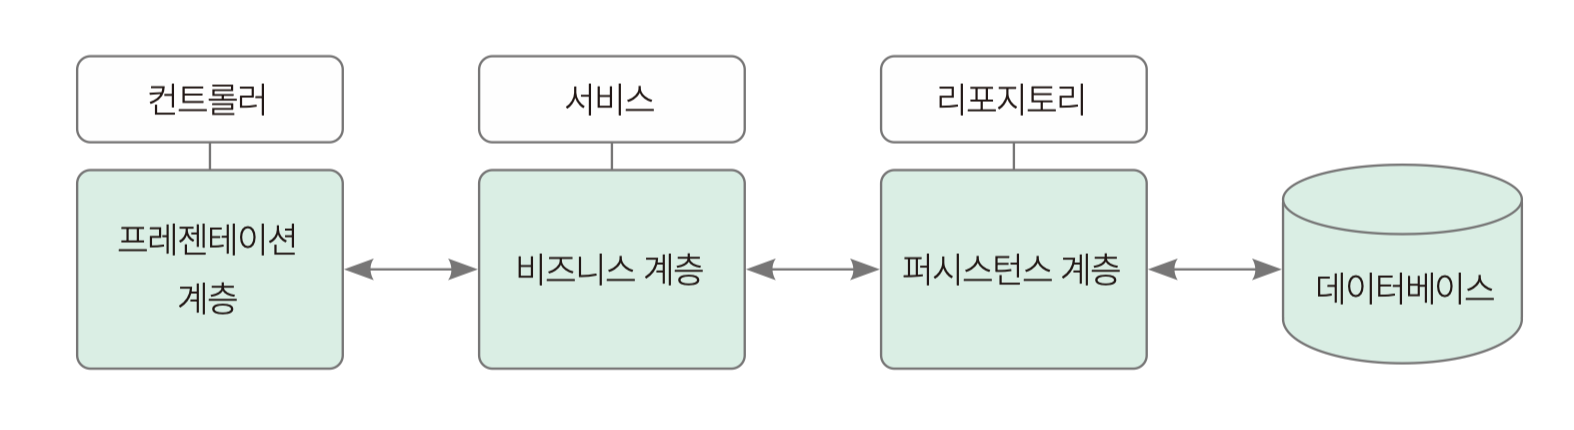 컨트롤러
서비스
리포지토리
프레젠테이션
계층
비즈니스 계층
퍼시스턴스 계층
데이터베이스